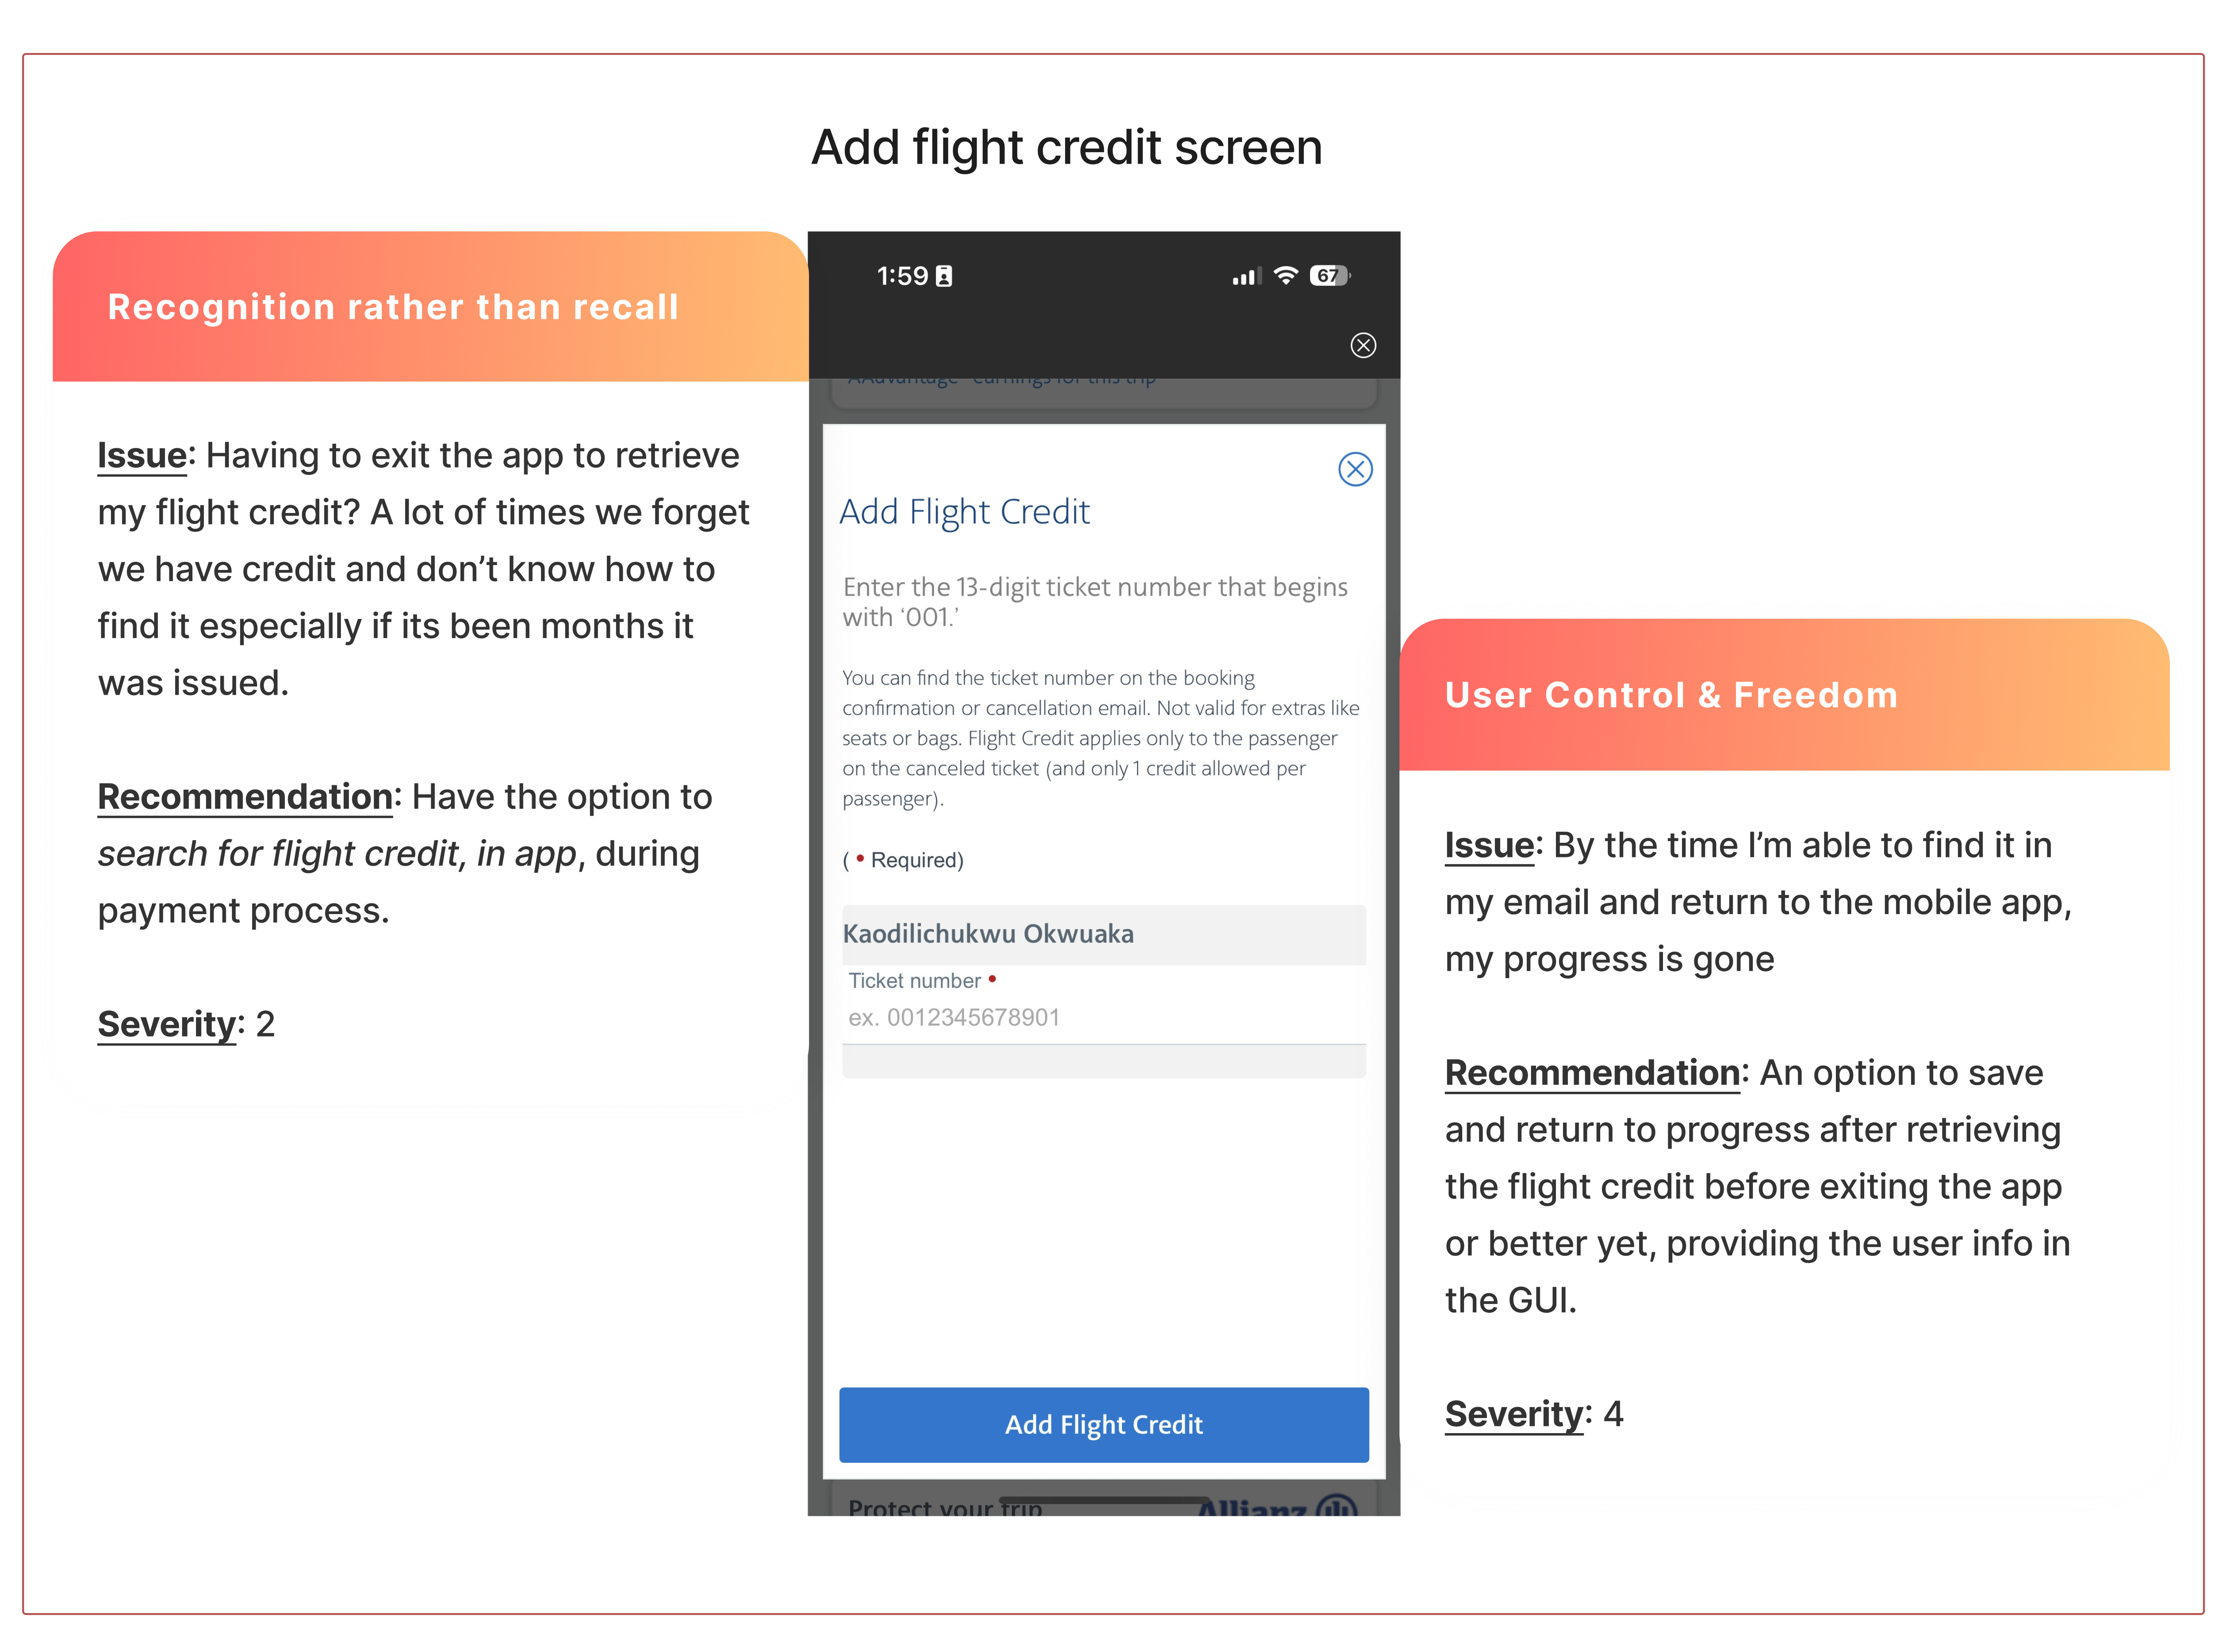 Add flight credit screen
Recognition rather than recall
Issue: Having to exit the app to retrieve
my flight credit? A lot of times we forget
we have credit and don’t know how to
find it especially if its been months it
was issued.
Recommendation: Have the option to
search for flight credit, in app, during
payment process.
Severity: 2
1:59
67
AAdvantage® earnings for this trip
Add Flight Credit
Enter the 13-digit ticket number that begins
with ‘001.’
You can find the ticket number on the booking
confirmation or cancellation email. Not valid for extras like
seats or bags. Flight Credit applies only to the passenger
on the canceled ticket (and only 1 credit allowed per
passenger).
( • Required)
Kaodilichukwu Okwuaka
Ticket number •
ex. 0012345678901
Add Flight Credit
Protect your trip
Allianz
User Control & Freedom
Issue: By the time I’m able to find it in
my email and return to the mobile app,
my progress is gone
Recommendation: An option to save
and return to progress after retrieving
the flight credit before exiting the app
or better yet, providing the user info in
the GUI.
Severity: 4